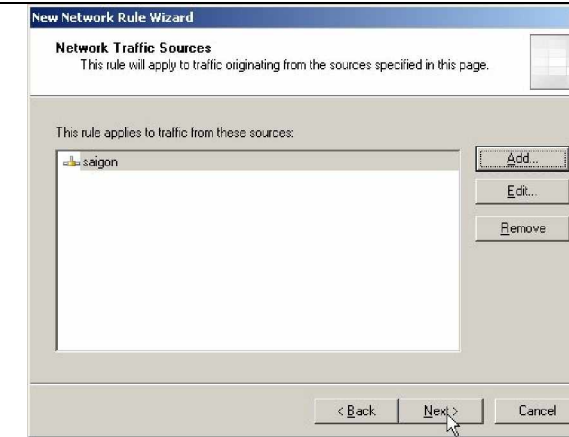 New Network Rule Wizard
Network Traffic Sources
This rule will apply to traffic originating from the sources specified in this page.
This rule applies to traffic from these sources:
saigon
Add...
Edit...
Remove
< Back
Next >
Cancel